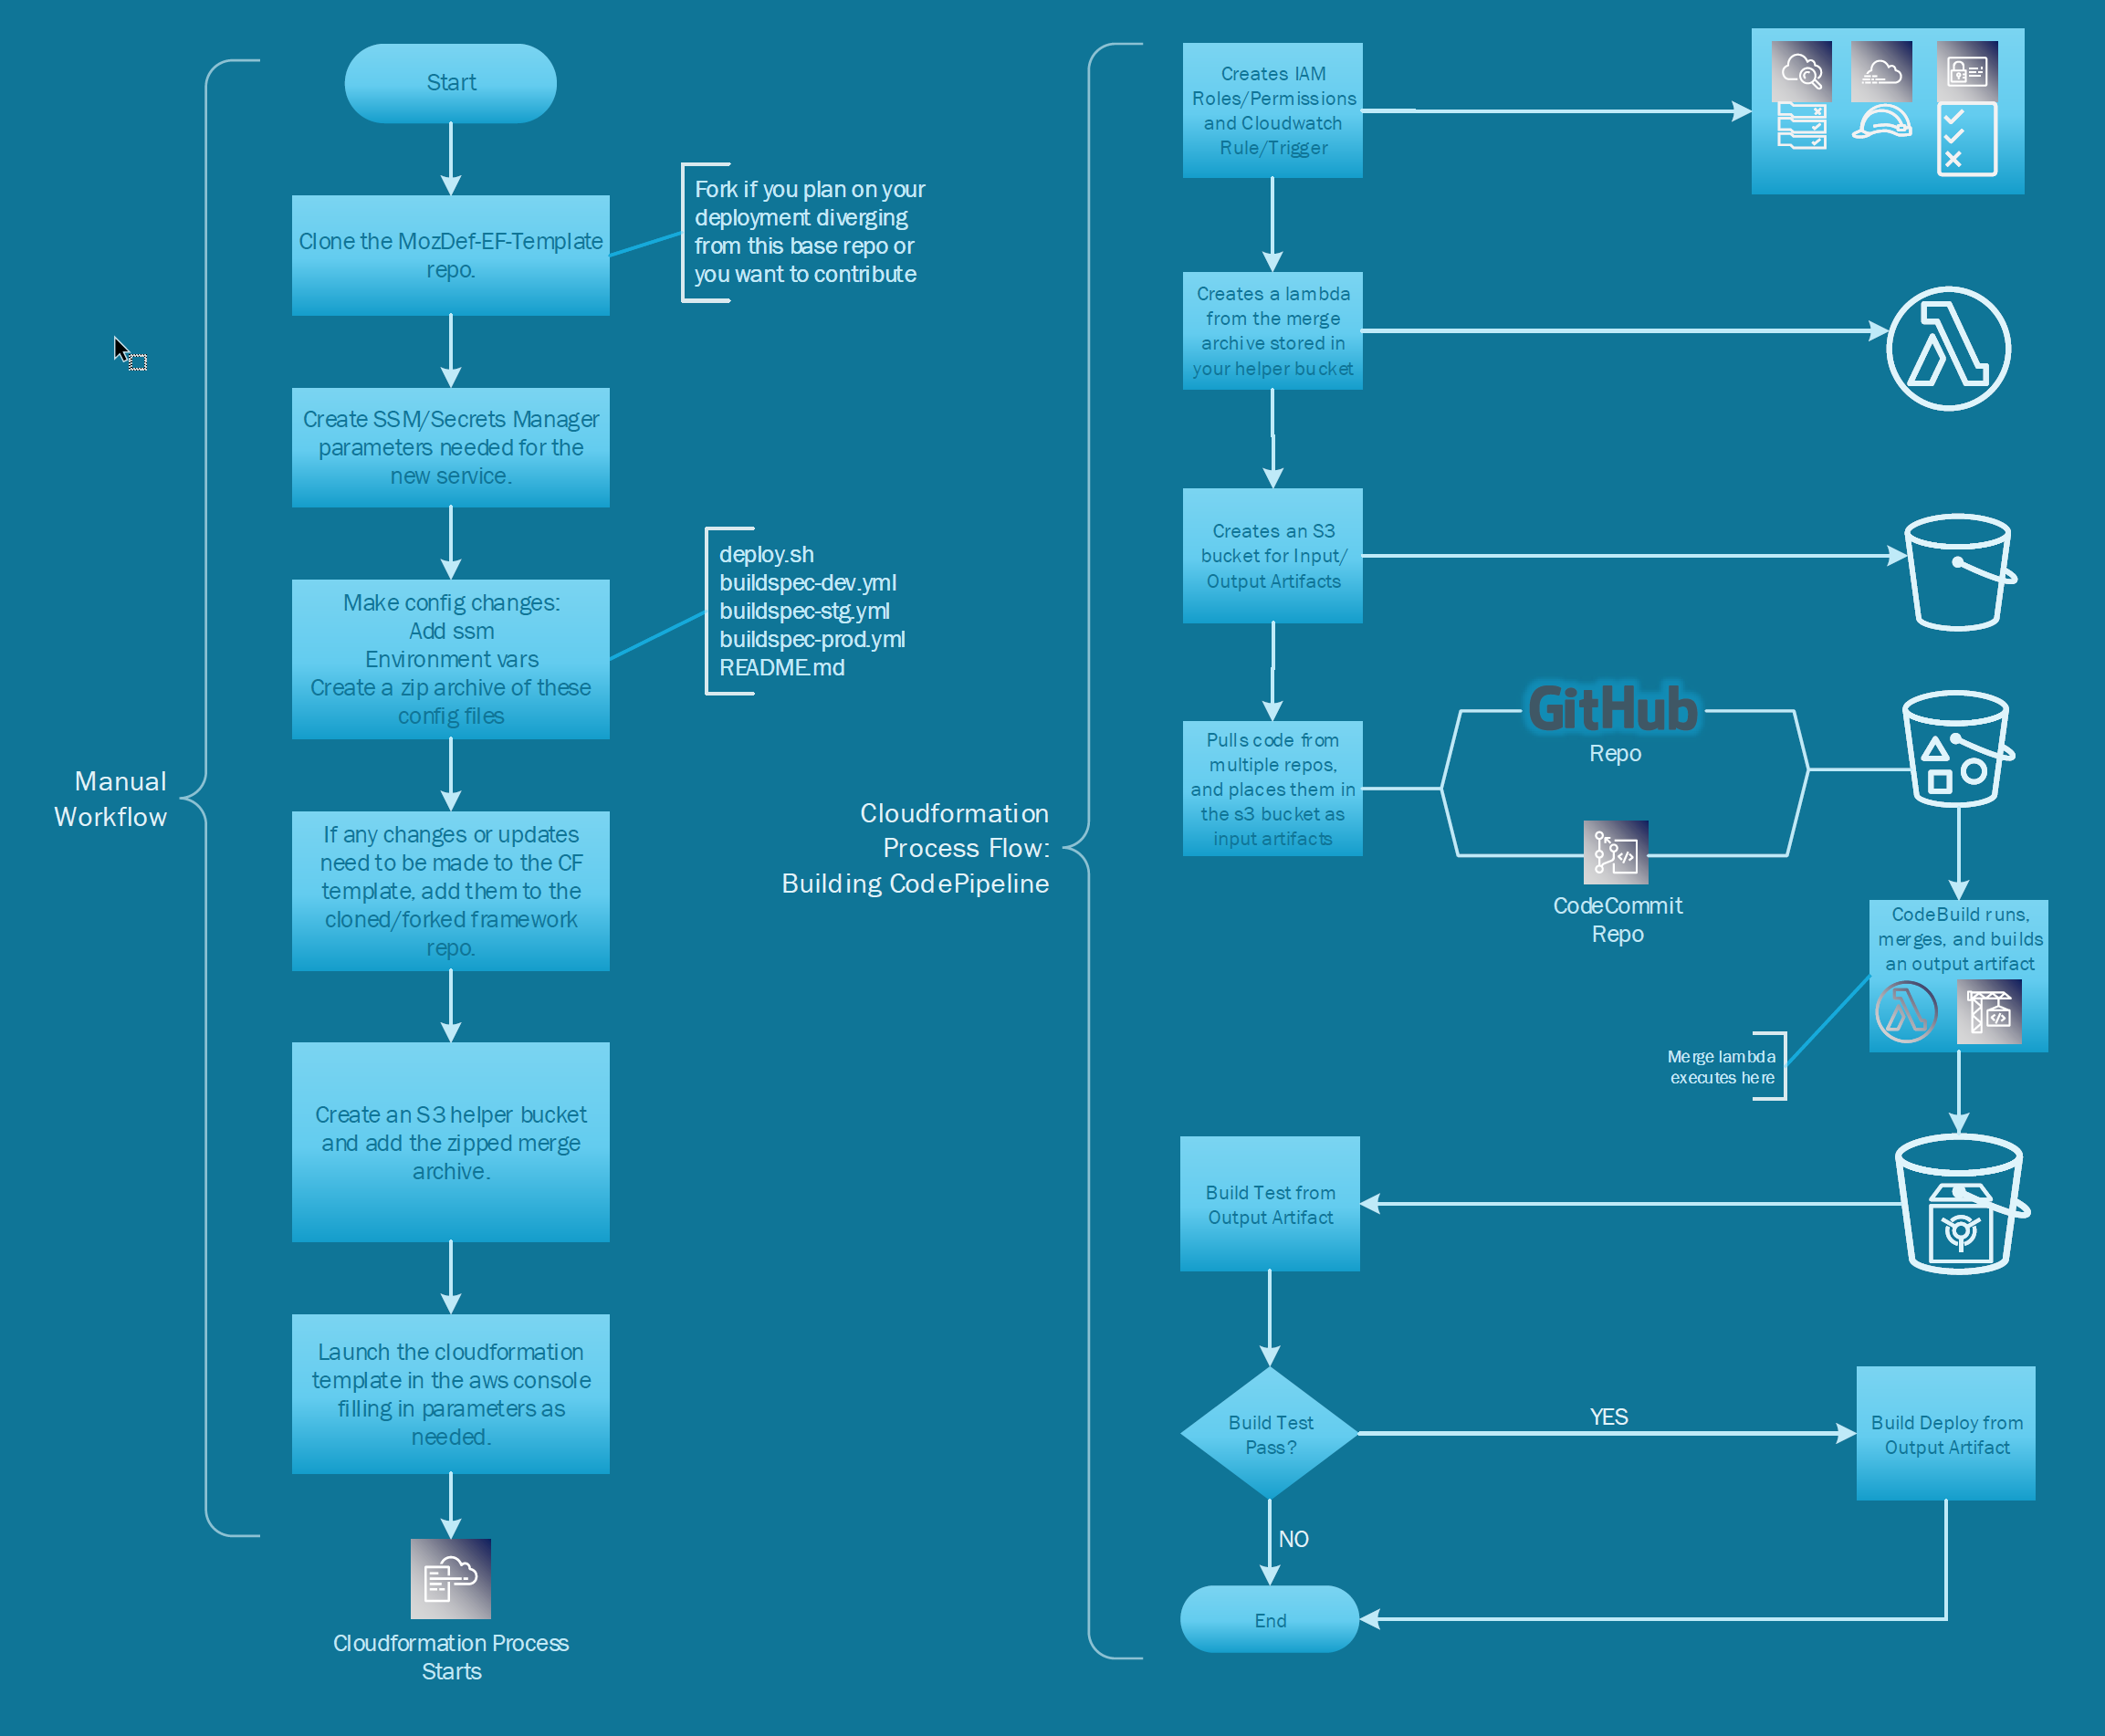 Start
Clone the MozDef-EF-Template
repo.
Fork if you plan on your
deployment diverging
from this base repo or
you want to contribute
Create SSM/Secrets Manager
parameters needed for the
new service.
Make config changes:
Add ssm
Environment vars
Create a zip archive of these
config files
deploy.sh
buildspec-dev.yml
buildspec-stg.yml
buildspec-prod.yml
README.md
Manual
Workflow
If any changes or updates
need to be made to the CF
template, add them to the
cloned/forked framework
repo.
Create an S3 helper bucket
and add the zipped merge
archive.
Launch the cloudformation
template in the aws console
filling in parameters as
needed.
Cloudformation Process
Starts
Cloudformation
Process Flow:
Building CodePipeline
Creates IAM
Roles/Permissions
and Cloudwatch
Rule/Trigger
Creates a lambda
from the merge
archive stored in
your helper bucket
Creates an S3
bucket for Input/
Output Artifacts
Pulls code from
multiple repos,
and places them in
the s3 bucket as
input artifacts
GitHub
Repo
CodeCommit
Repo
CodeBuild runs,
merges, and builds
an output artifact
Merge lambda
executes here
Build Test from
Output Artifact
Build Test
Pass?
YES
Build Deploy from
Output Artifact
NO
End